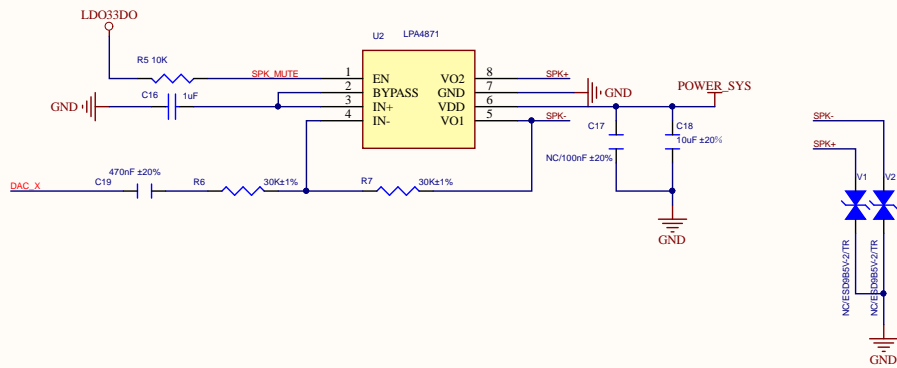 LDO33DO
U2
LPA4871
R5 10K
SPK_MUTE
1
EN
VO2
8
SPK+
C16
1uF
2
BYPASS
GND
7
GND
GND
3
IN+
VDD
6
POWER_SYS
4
IN-
VO1
5
SPK-
C17
C18
10uF ±20%
NC/100nF ±20%
DAC_X
470nF ±20%
C19
R6
30K±1%
R7
30K±1%
GND
SPK-
SPK+
V1
V2
NC/ESD9B5V-2/TR
NC/ESD9B5V-2/TR
GND